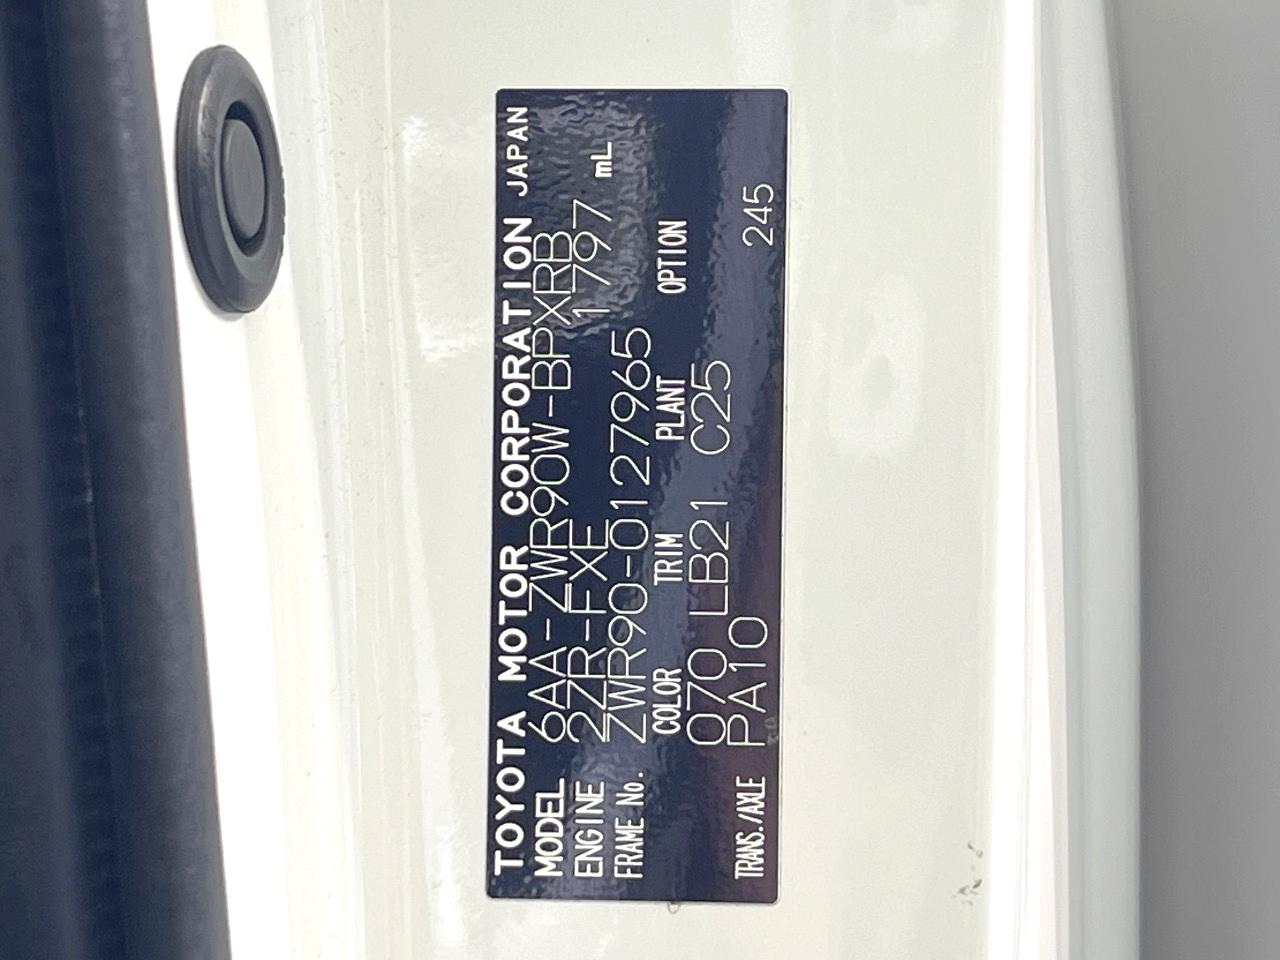 TOYOTA MOTOR CORPORATION JAPAN
MODEL 6AA-ZWR90W-BPXRB
ENGINE 2ZR-FXE 1797 mL
FRAME No. ZWR90-0127965
COLOR TRIM PLANT OPTION
070 LB21 C25
TRANS./AXLE PA10 245